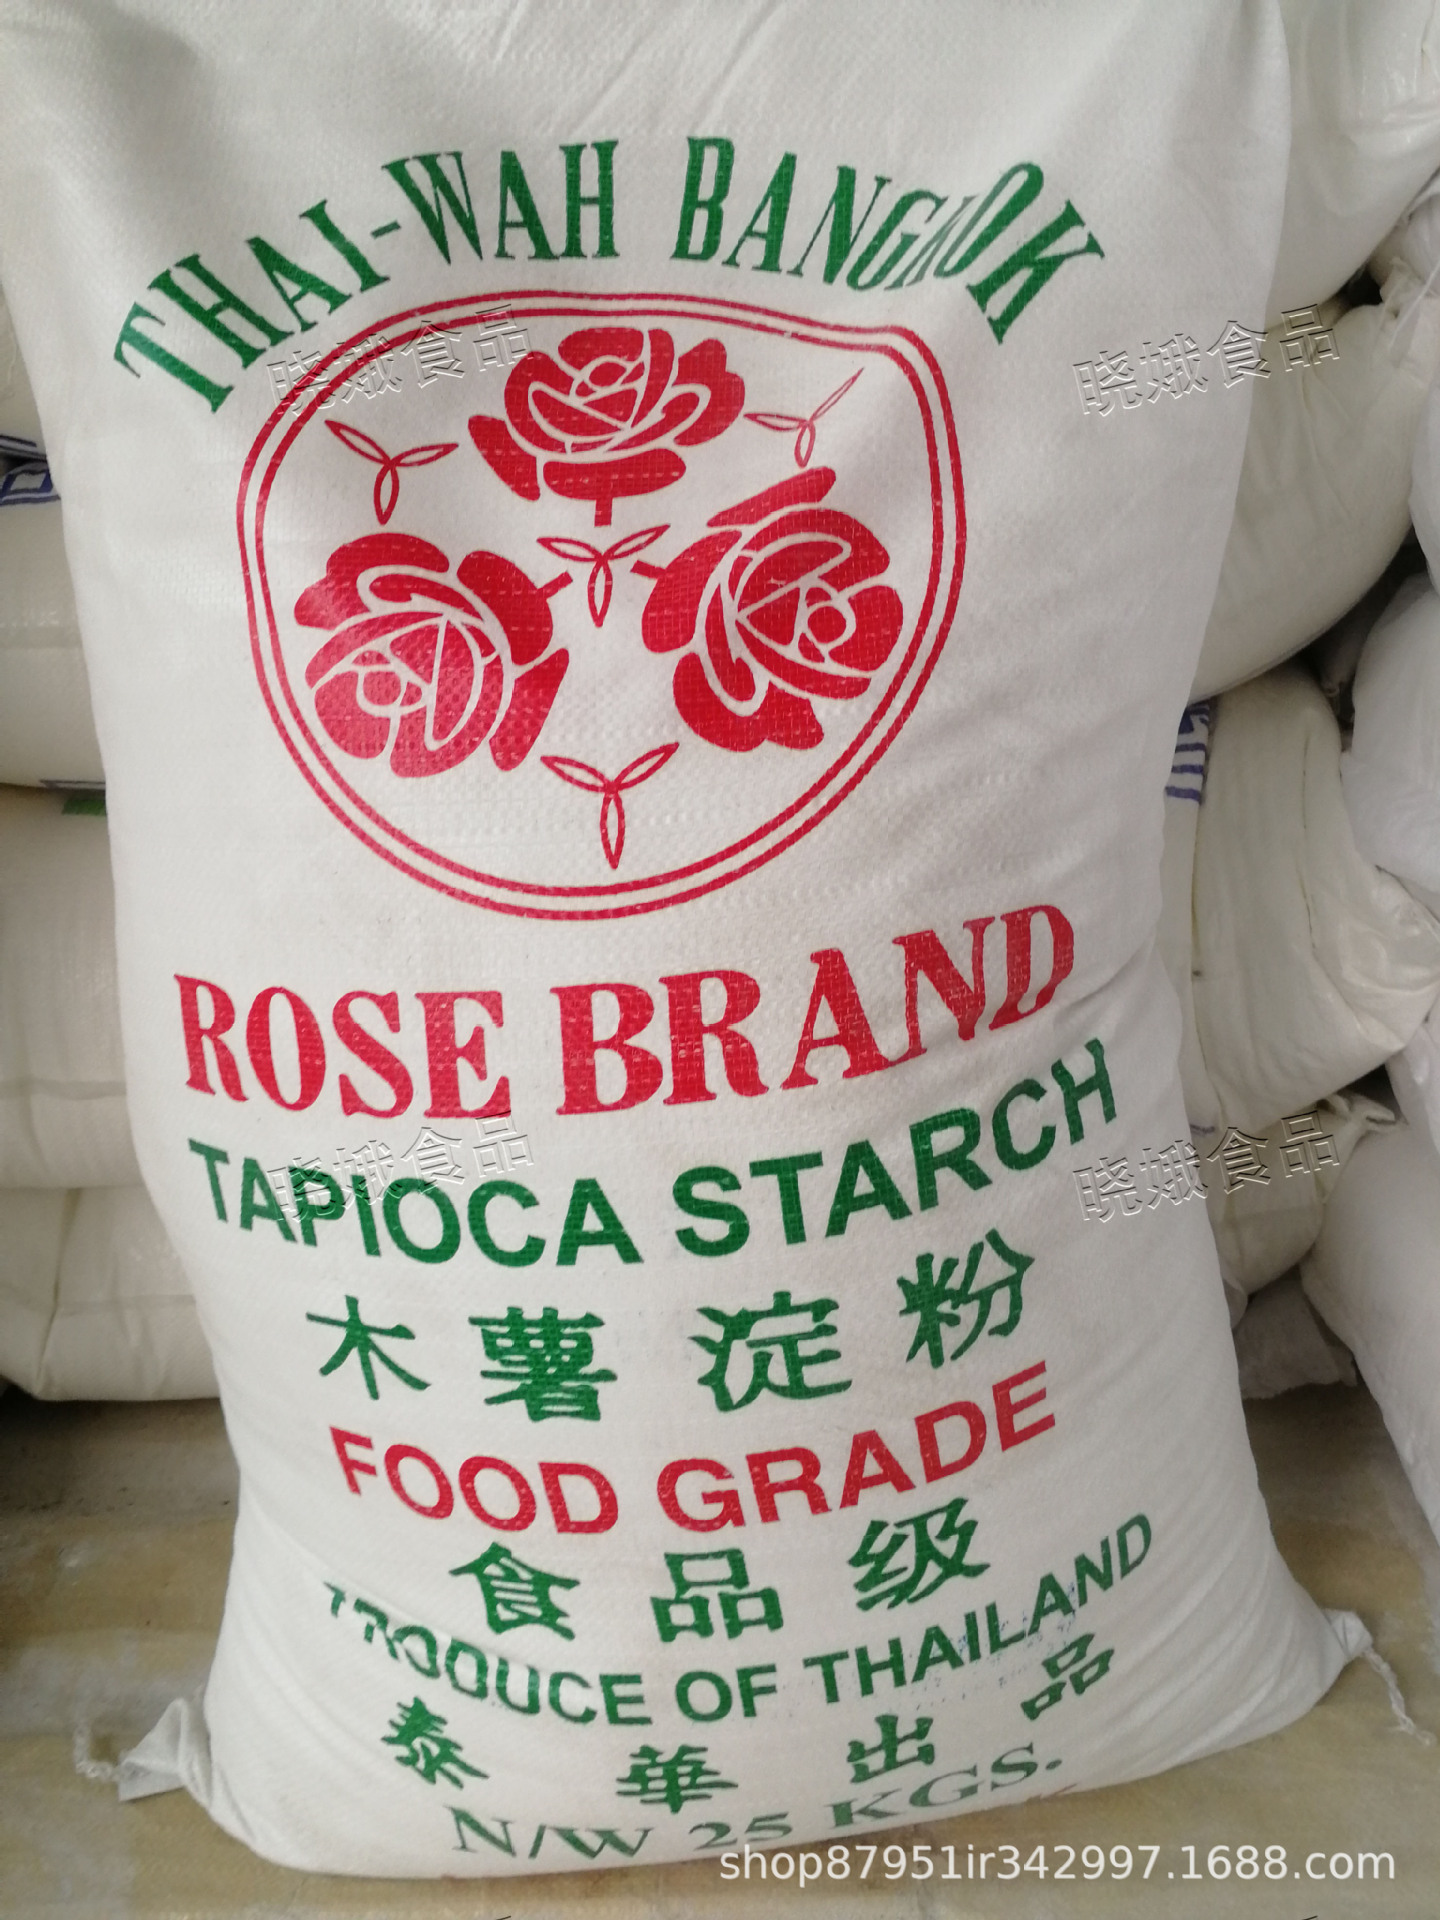 THAI-WAH BANGKOK
晓娥食品
晓娥食品
ROSE BRAND
TAPIOCA STARCH
晓娥食品
晓娥食品
木薯淀粉
FOOD GRADE
食品级
PRODUCE OF THAILAND
泰華出品
N/W 25 KGS.
shop87951ir342997.1688.com